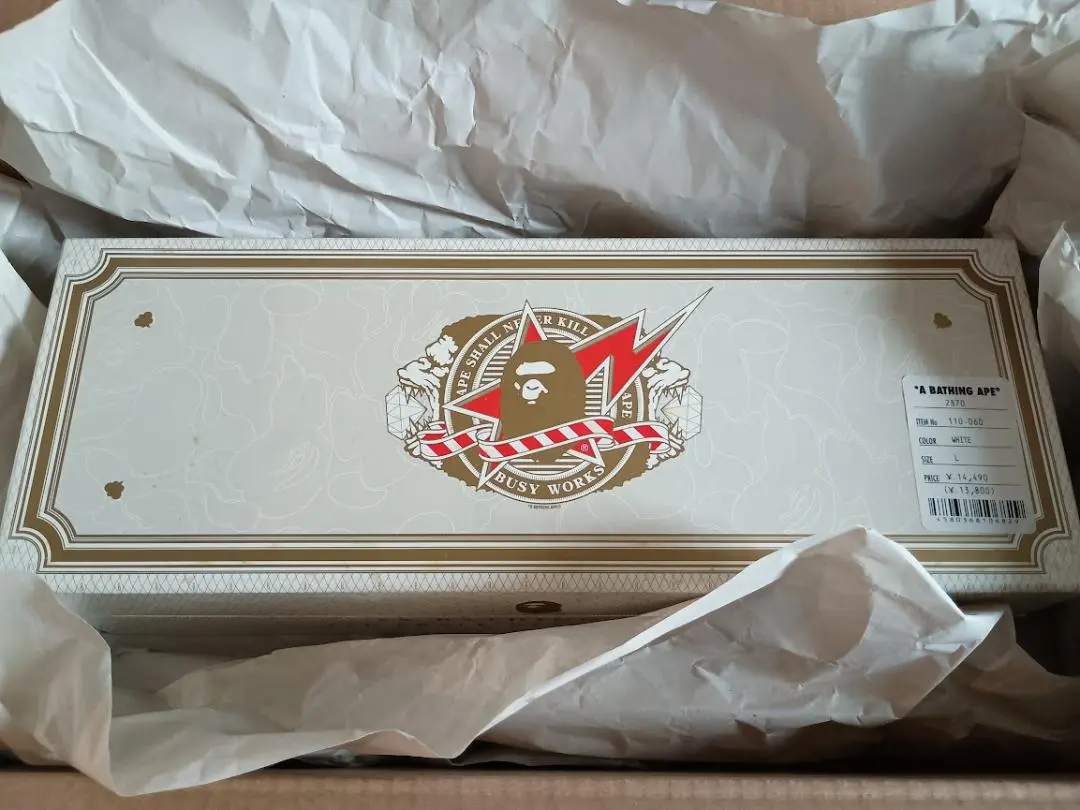 APE SHALL NEVER KILL APE
BUSY WORKS
®
"A BATHING APE"
2870
ITEM No 110-060
COLOR WHITE
SIZE L
PRICE ¥ 14,490
(¥ 13,800)